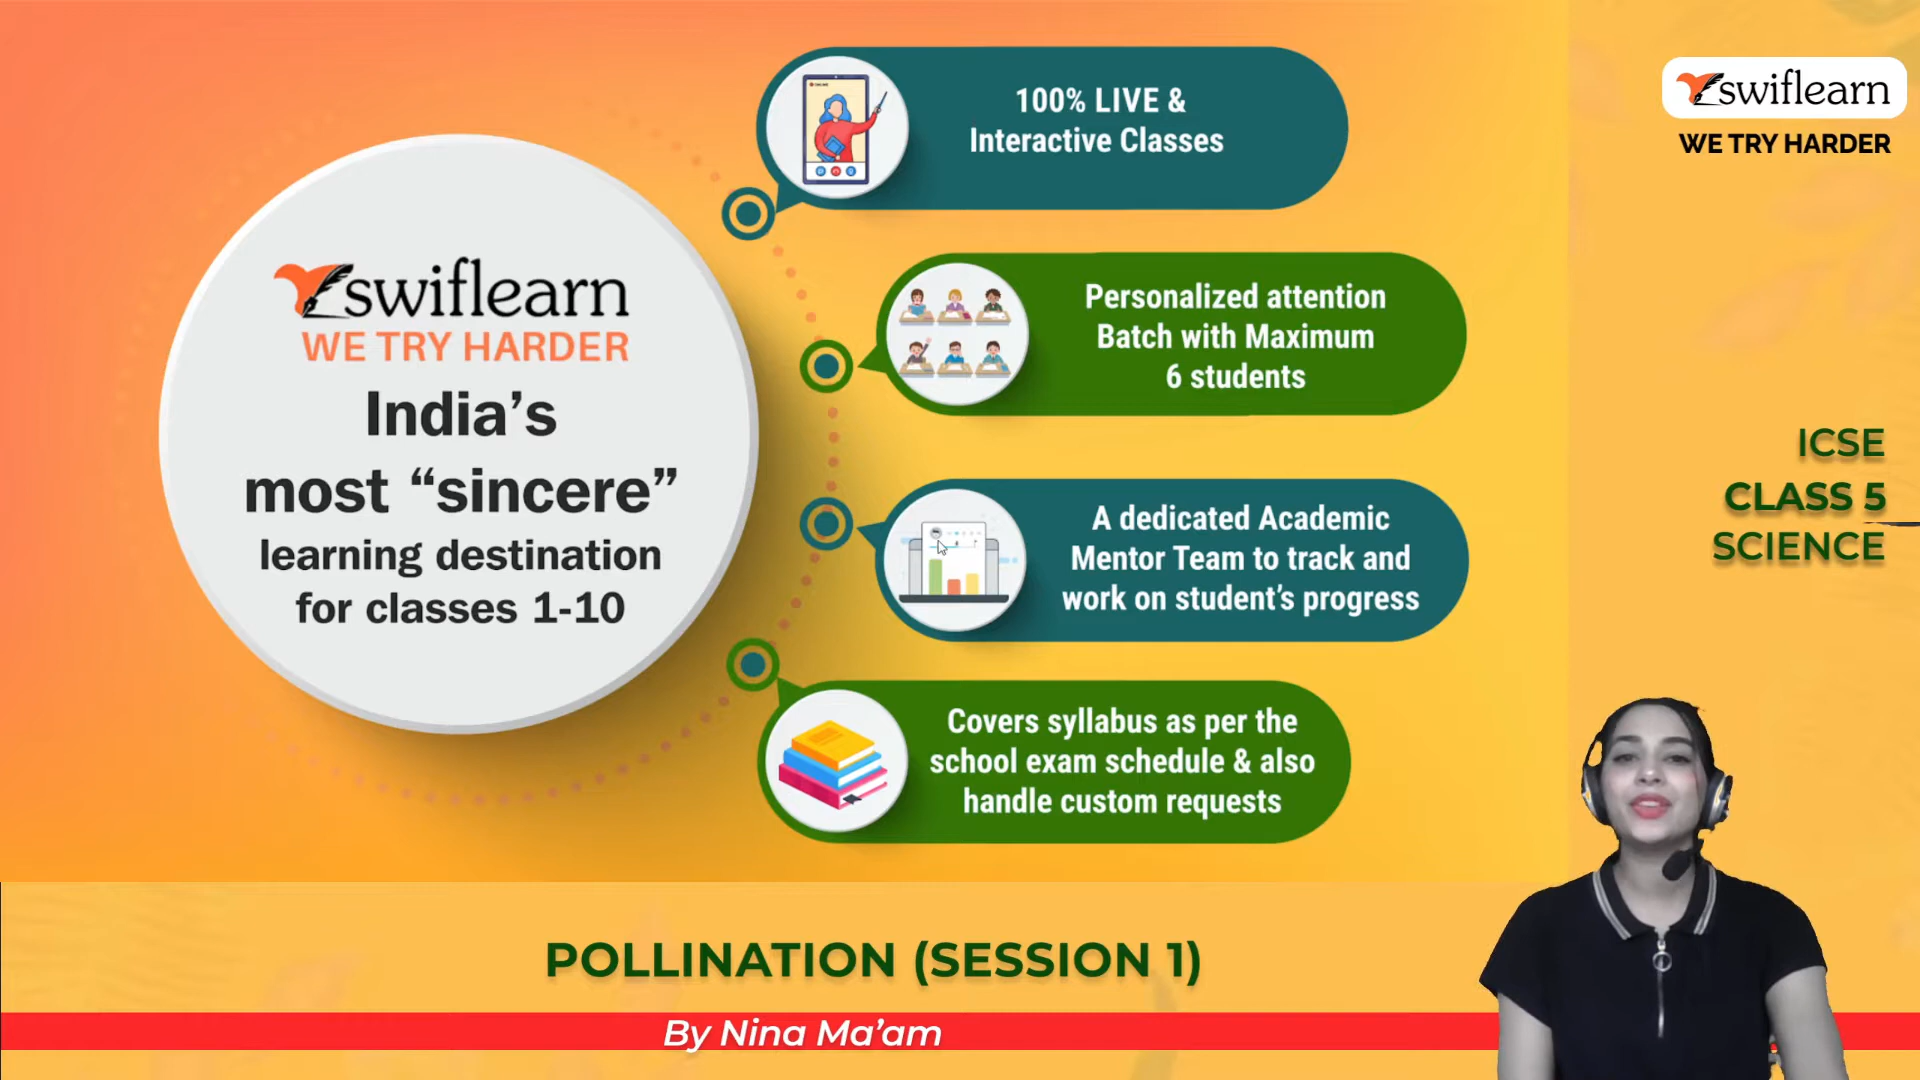 swiflearn
WE TRY HARDER
India's
most “sincere”
learning destination
for classes 1-10
100% LIVE &
Interactive Classes
Personalized attention
Batch with Maximum
6 students
A dedicated Academic
Mentor Team to track and
work on student's progress
Covers syllabus as per the
school exam schedule & also
handle custom requests
swiflearn
WE TRY HARDER
ICSE
CLASS 5
SCIENCE
POLLINATION (SESSION 1)
By Nina Ma'am